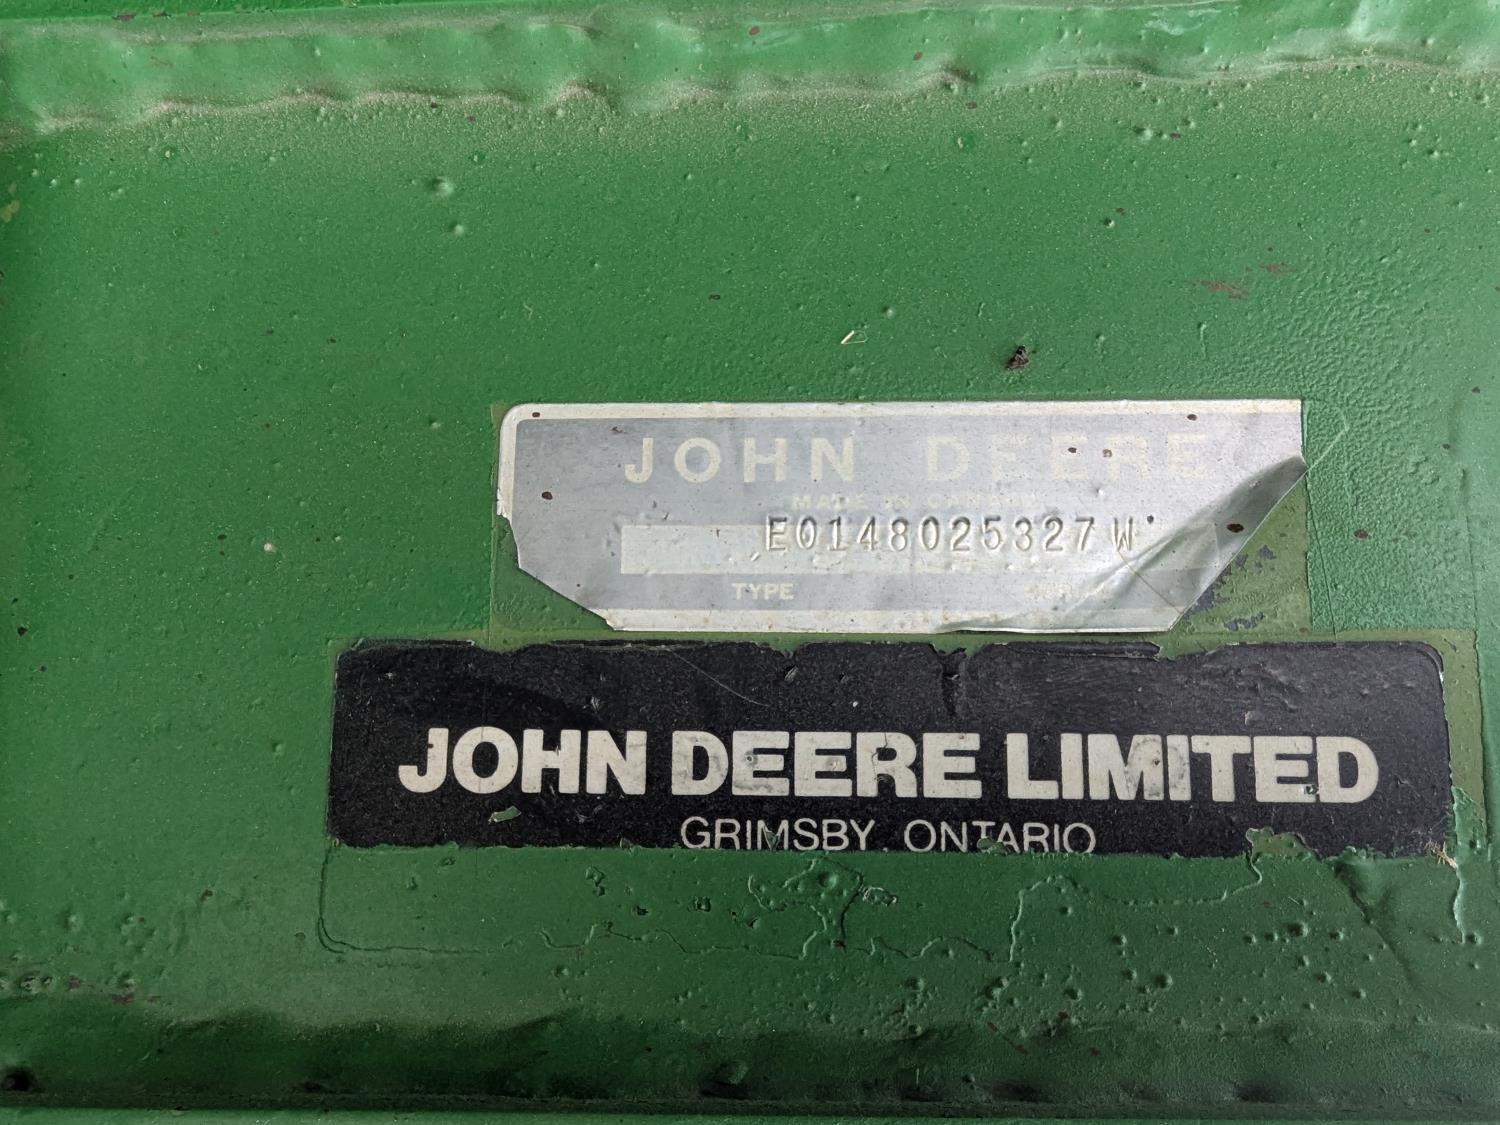 JOHN DEERE
MADE IN CANADA
E0148025327W
TYPE
JOHN DEERE LIMITED
GRIMSBY, ONTARIO